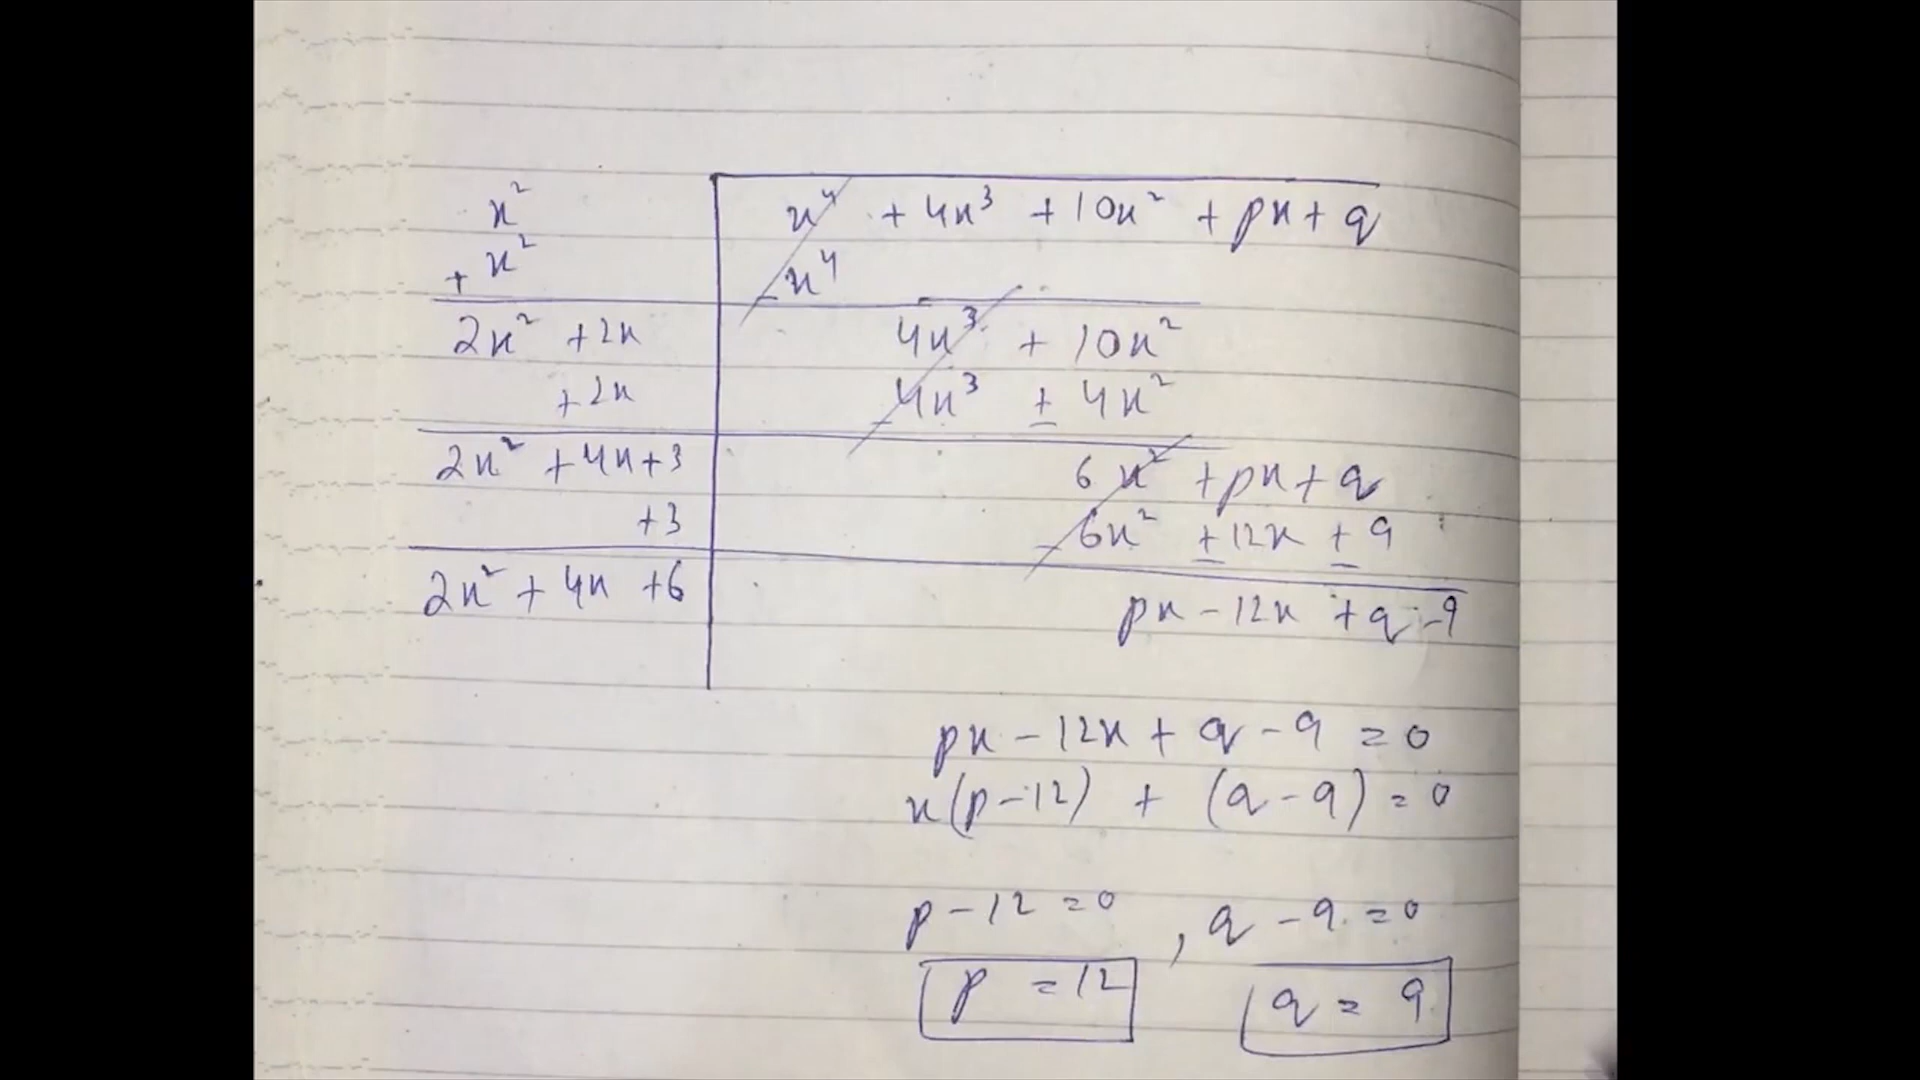 x² x⁴ + 4x³ + 10x² + px + q
+ x² - x⁴
2x² + 2x 4x³ + 10x²
+ 2x - 4x³ ± 4x²
2x² + 4x + 3 6x² + px + q
+3 - 6x² ± 12x ± 9
2x² + 4x + 6 px - 12x + q - 9
px - 12x + q - 9 = 0
x(p - 12) + (q - 9) = 0
p - 12 = 0 , q - 9 = 0
p = 12 q = 9